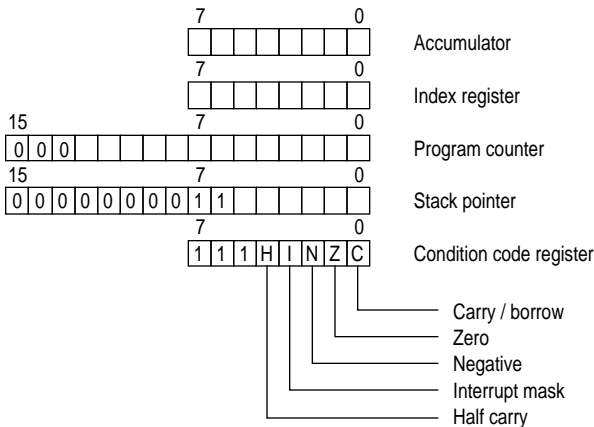 7 0
Accumulator
7 0
Index register
15 7 0
0 0 0 Program counter
15 7 0
0 0 0 0 0 0 0 0 1 1 Stack pointer
7 0
1 1 1 H I N Z C Condition code register
Carry / borrow
Zero
Negative
Interrupt mask
Half carry